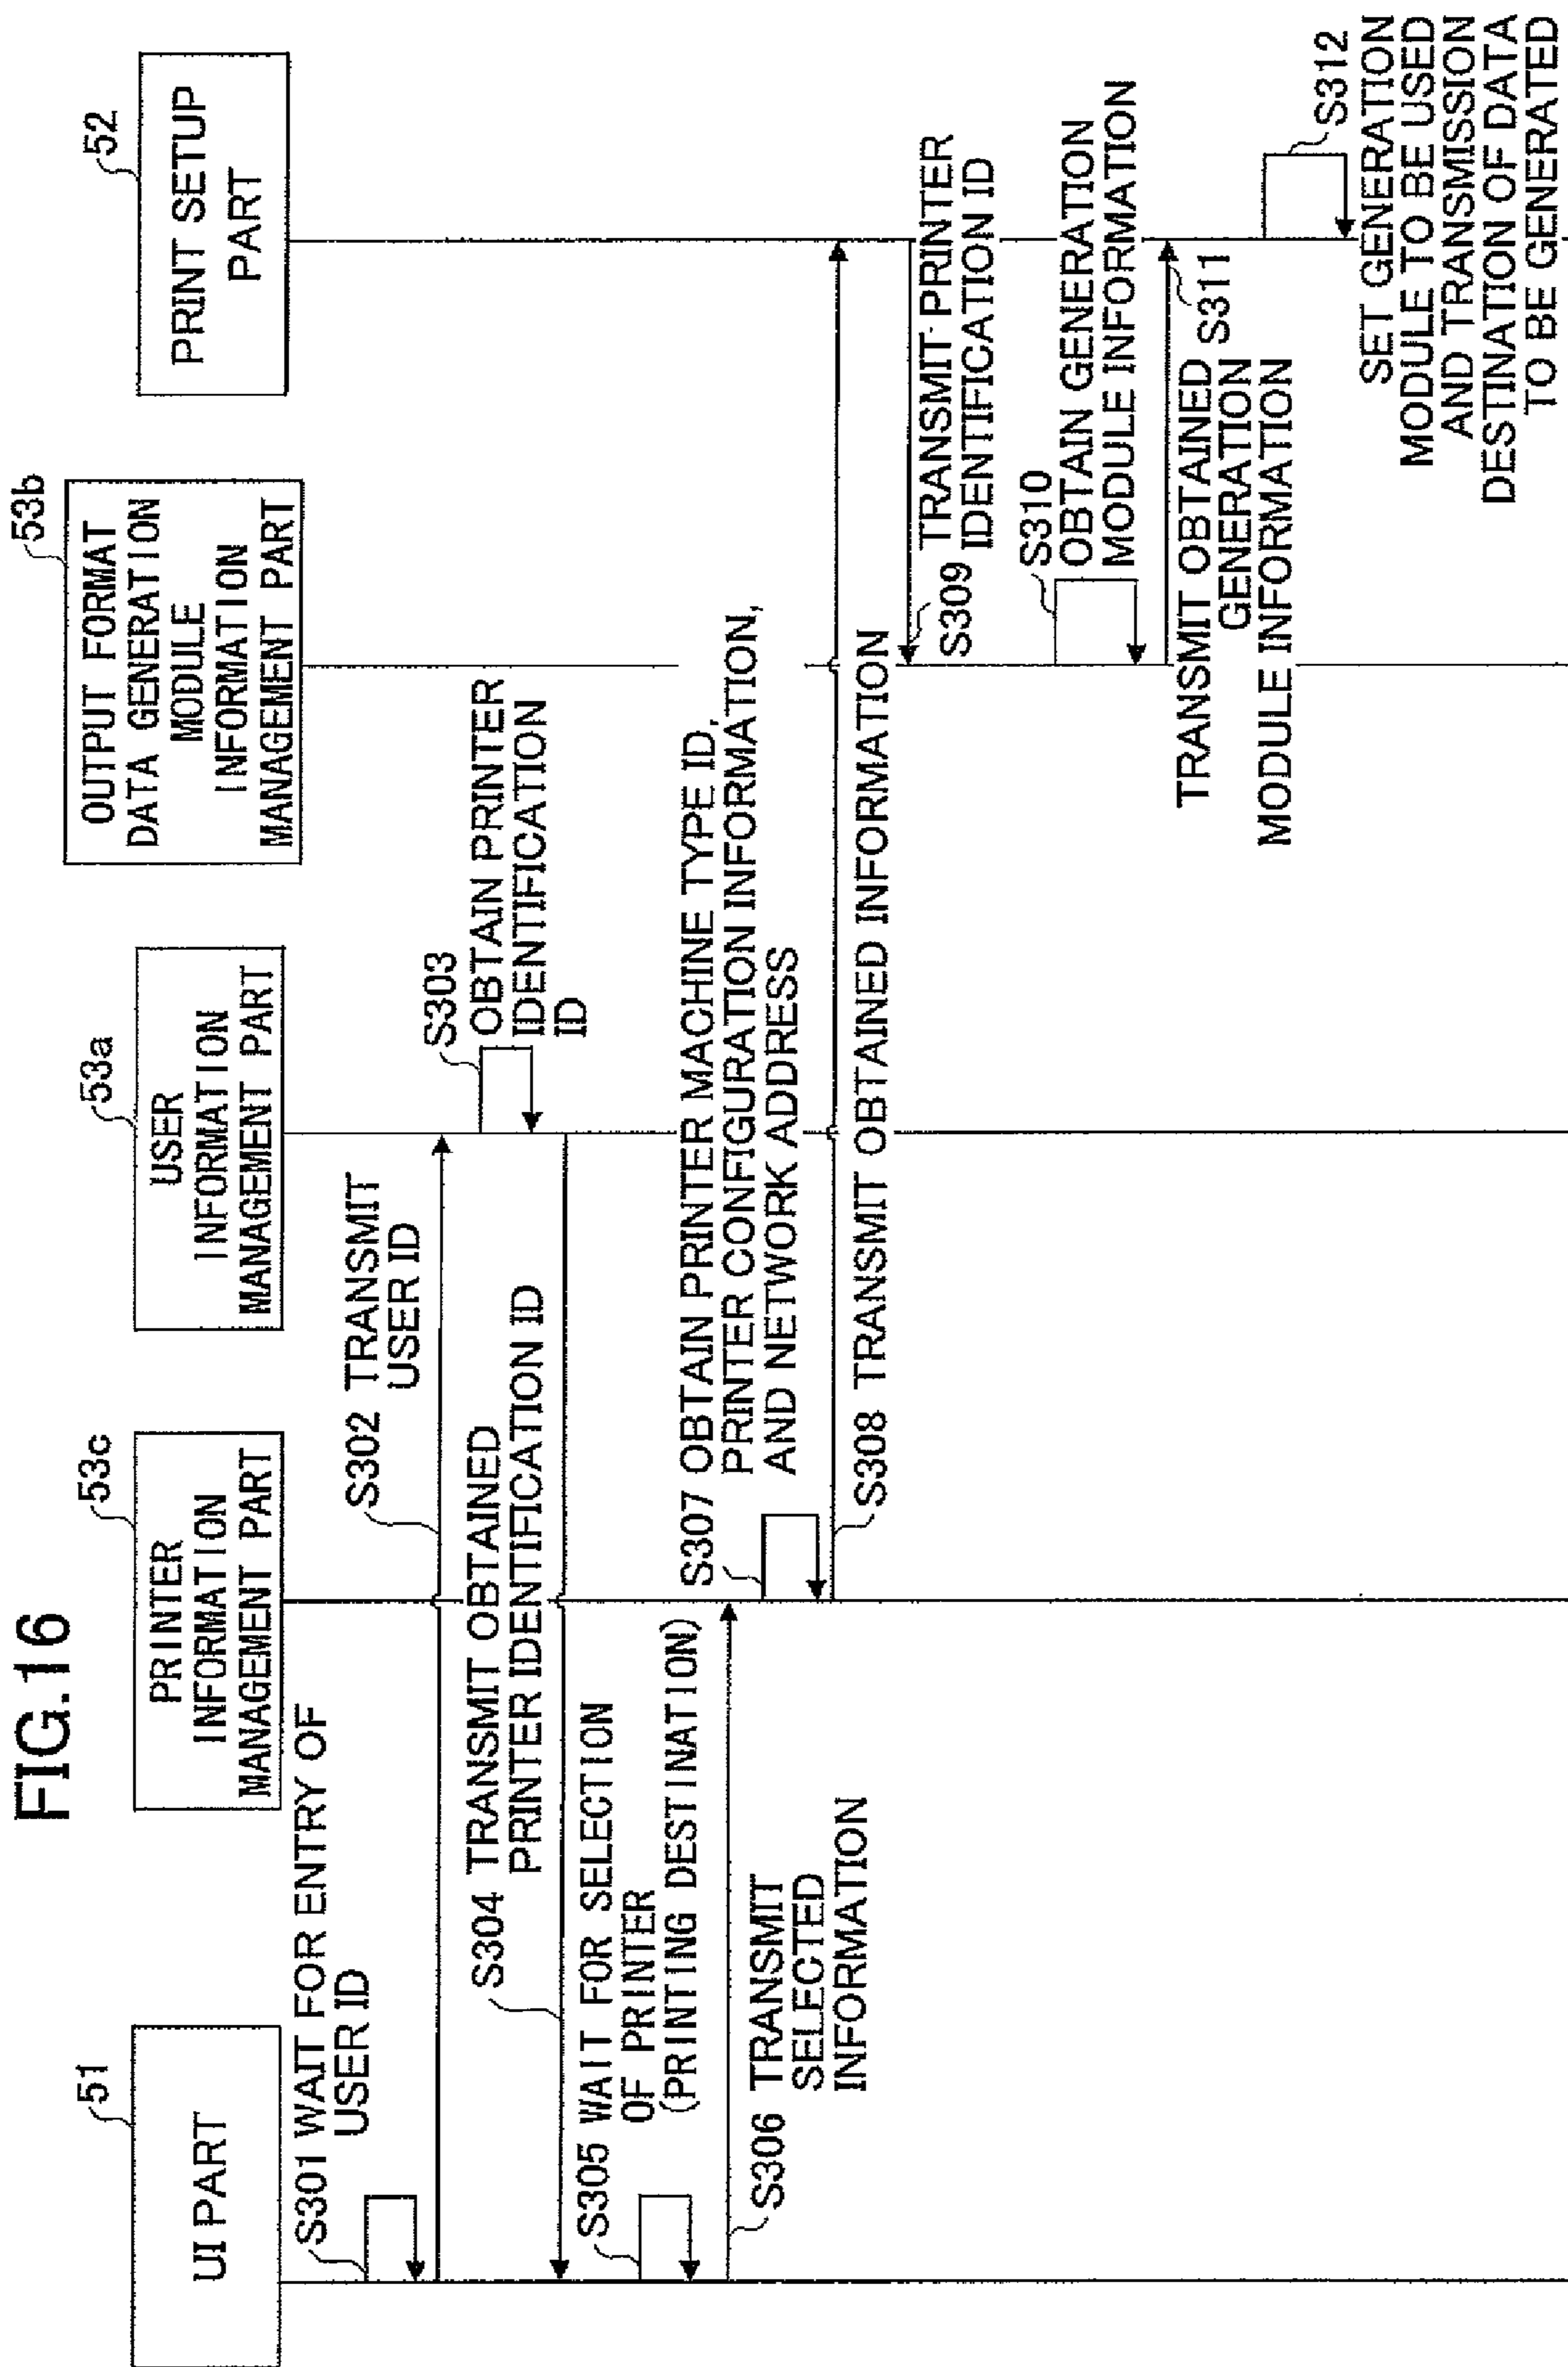 FIG.16
51
UI PART
53c
PRINTER
INFORMATION
MANAGEMENT PART
53a
USER
INFORMATION
MANAGEMENT PART
53b
OUTPUT FORMAT
DATA GENERATION
MODULE
INFORMATION
MANAGEMENT PART
52
PRINT SETUP
PART
S301 WAIT FOR ENTRY OF
USER ID
S302 TRANSMIT
USER ID
S303
OBTAIN PRINTER
IDENTIFICATION
ID
S304 TRANSMIT OBTAINED
PRINTER IDENTIFICATION ID
S305 WAIT FOR SELECTION
OF PRINTER
(PRINTING DESTINATION)
S306 TRANSMIT
SELECTED
INFORMATION
S307 OBTAIN PRINTER MACHINE TYPE ID,
PRINTER CONFIGURATION INFORMATION,
AND NETWORK ADDRESS
S308 TRANSMIT OBTAINED INFORMATION
S309
TRANSMIT PRINTER
IDENTIFICATION ID
S310
OBTAIN GENERATION
MODULE INFORMATION
TRANSMIT OBTAINED S311
GENERATION
MODULE INFORMATION
S312
SET GENERATION
MODULE TO BE USED
AND TRANSMISSION
DESTINATION OF DATA
TO BE GENERATED